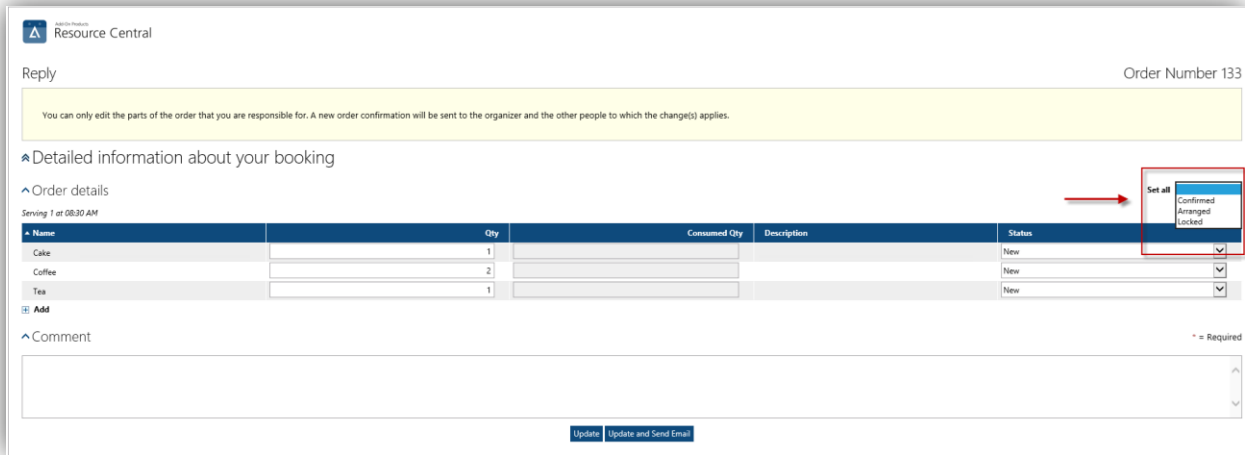 Add-On Products
Resource Central
Reply
Order Number 133
You can only edit the parts of the order that you are responsible for. A new order confirmation will be sent to the organizer and the other people to which the change(s) applies.
Detailed information about your booking
Order details
Set all
Confirmed
Arranged
Locked
Serving 1 at 08:30 AM
Name Qty Consumed Qty Description Status
Cake 1 New
Coffee 2 New
Tea 1 New
Add
Comment
* = Required
Update Update and Send Email